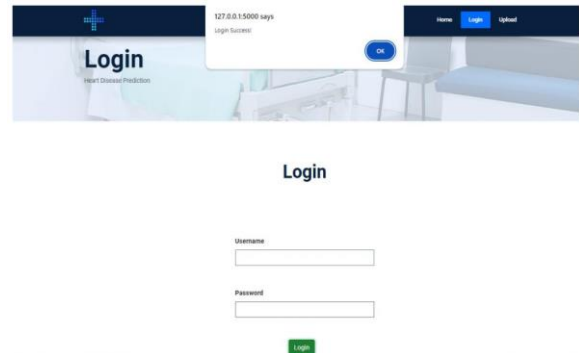 127.0.0.1:5000 says
Login Success!
OK
Home Login Upload
Login
Heart Disease Prediction
Login
Username
Password
Login